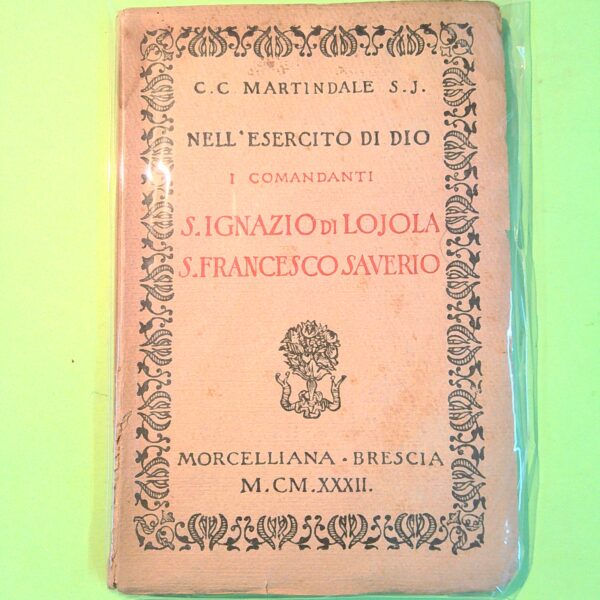 C. C. MARTINDALE S. J.
NELL'ESERCITO DI DIO
I COMANDANTI
S. IGNAZIO DI LOJOLA
S. FRANCESCO SAVERIO
MORCELLIANA - BRESCIA
M. CM. XXXII.